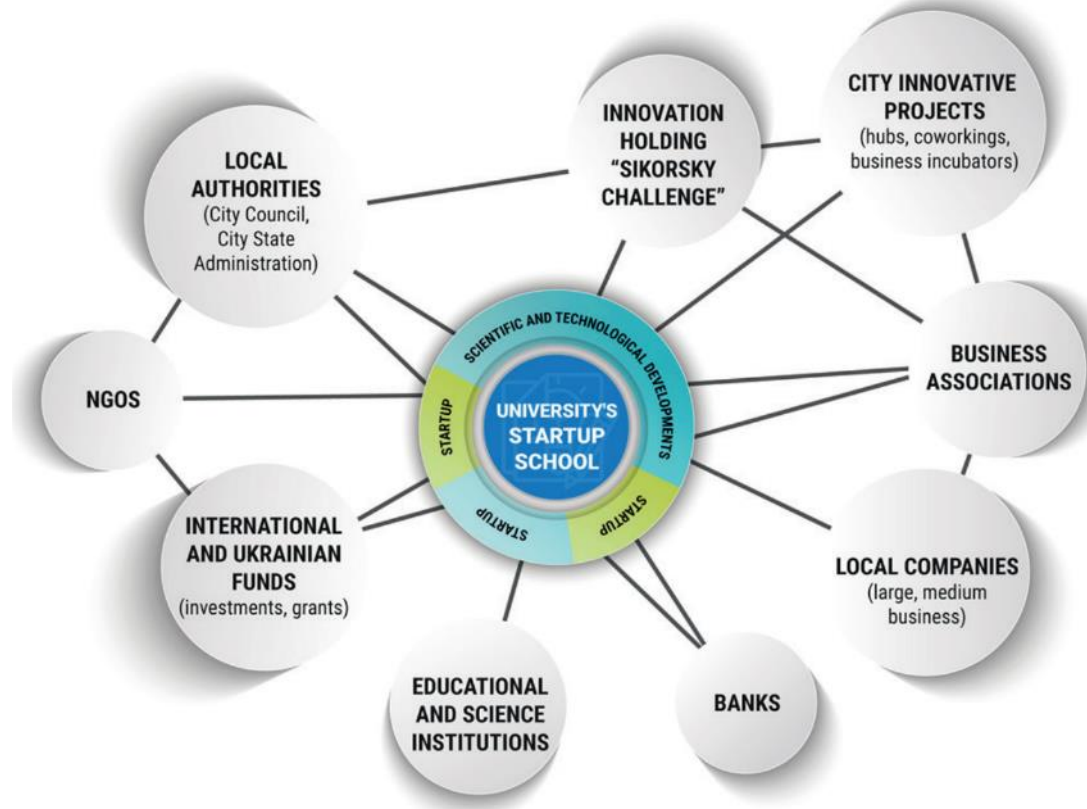 INNOVATION
HOLDING
“SIKORSKY
CHALLENGE”
CITY INNOVATIVE
PROJECTS
(hubs, coworkings,
business incubators)
LOCAL
AUTHORITIES
(City Council,
City State
Administration)
SCIENTIFIC AND TECHNOLOGICAL DEVELOPMENTS
BUSINESS
ASSOCIATIONS
NGOS
STARTUP
UNIVERSITY'S
STARTUP
SCHOOL
STARTUP
STARTUP
INTERNATIONAL
AND UKRAINIAN
FUNDS
(investments, grants)
LOCAL COMPANIES
(large, medium
business)
EDUCATIONAL
AND SCIENCE
INSTITUTIONS
BANKS